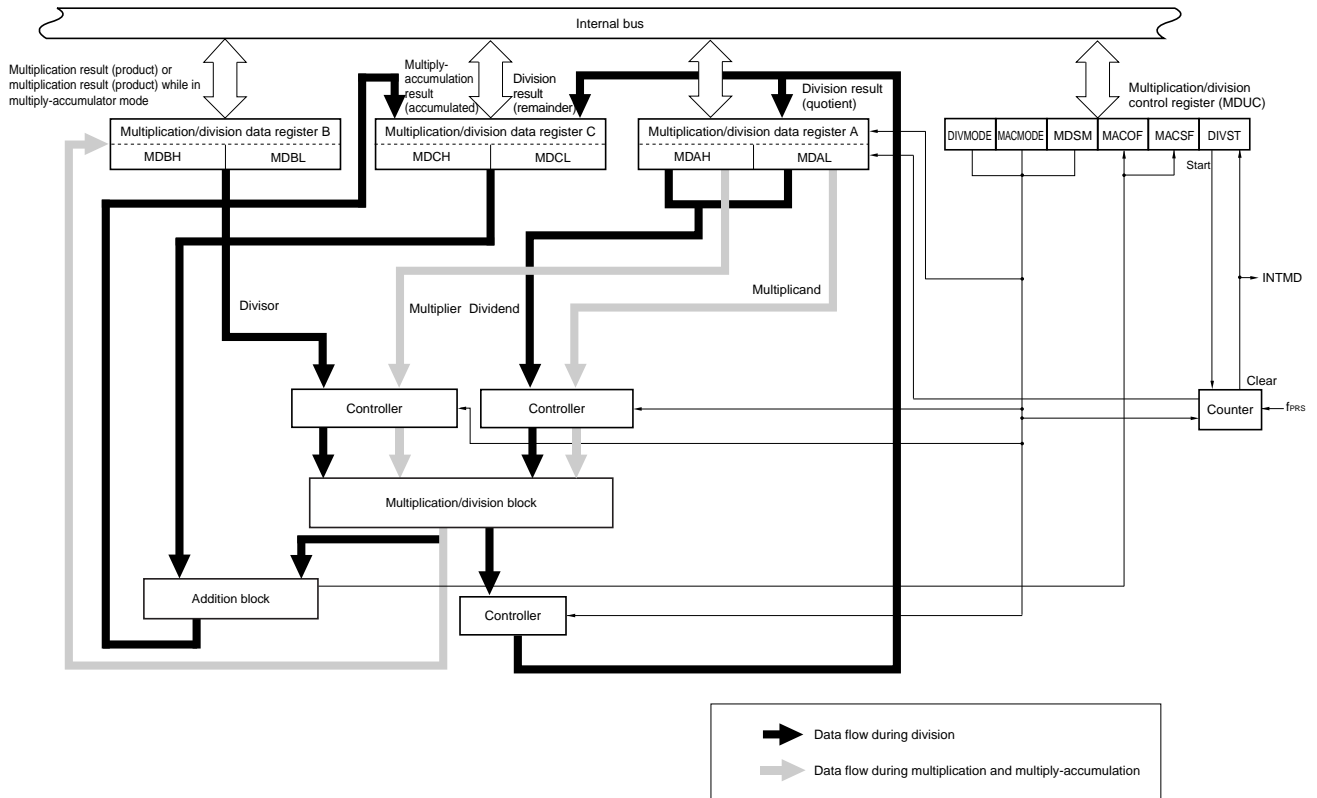 Internal bus
Multiplication result (product) or
multiplication result (product) while in
multiply-accumulator mode
Multiply-
accumulation
result
(accumulated)
Division
result
(remainder)
Division result
(quotient)
Multiplication/division
control register (MDUC)
Multiplication/division data register B
MDBH
MDBL
Multiplication/division data register C
MDCH
MDCL
Multiplication/division data register A
MDAH
MDAL
DIVMODE
MACMODE
MDSM
MACOF
MACSF
DIVST
Start
INTMD
Divisor
Multiplier
Dividend
Multiplicand
Clear
Controller
Controller
Counter
fPRS
Multiplication/division block
Addition block
Controller
Data flow during division
Data flow during multiplication and multiply-accumulation